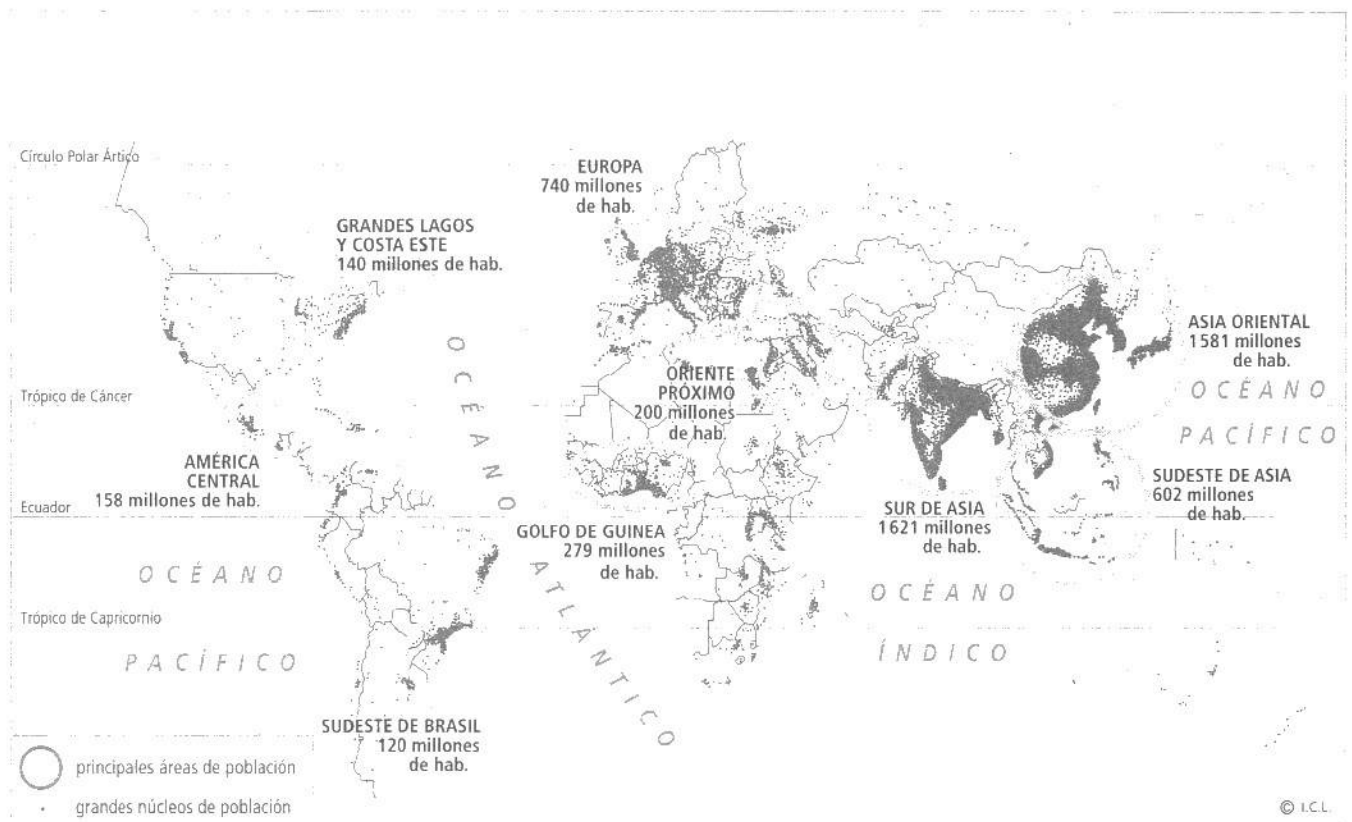 Círculo Polar Ártico
EUROPA
740 millones
de hab.
GRANDES LAGOS
Y COSTA ESTE
140 millones de hab.
ASIA ORIENTAL
1581 millones
de hab.
OCÉANO
PACÍFICO
Trópico de Cáncer
ORIENTE
PRÓXIMO
200 millones
de hab.
OCÉANO ATLÁNTICO
AMÉRICA
CENTRAL
158 millones de hab.
SUDESTE DE ASIA
602 millones
de hab.
Ecuador
SUR DE ASIA
1621 millones
de hab.
GOLFO DE GUINEA
279 millones
de hab.
OCÉANO
PACÍFICO
OCÉANO
ÍNDICO
Trópico de Capricornio
SUDESTE DE BRASIL
120 millones
de hab.
principales áreas de población
grandes núcleos de población
© I.C.L.